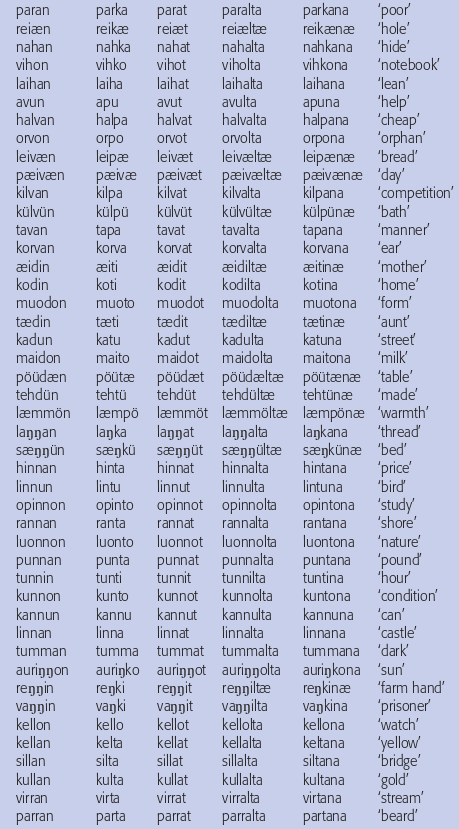 paran parka parat paralta parkana ‘poor’
reiæn reikæ reiæt reiæltæ reikænæ ‘hole’
nahan nahka nahat nahalta nahkana ‘hide’
vihon vihko vihot viholta vihkona ‘notebook’
laihan laiha laihat laihalta laihana ‘lean’
avun apu avut avulta apuna ‘help’
halvan halpa halvat halvalta halpana ‘cheap’
orvon orpo orvot orvolta orpona ‘orphan’
leivæn leipæ leivæt leivæltæ leipænæ ‘bread’
pæivæn pæivæ pæivæt pæivæltæ pæivænæ ‘day’
kilvan kilpa kilvat kilvalta kilpana ‘competition’
külvün külpü külvüt külvültæ külpünæ ‘bath’
tavan tapa tavat tavalta tapana ‘manner’
korvan korva korvat korvalta korvana ‘ear’
æidin æiti æidit æidiltæ æitinæ ‘mother’
kodin koti kodit kodilta kotina ‘home’
muodon muoto muodot muodolta muotona ‘form’
tædin tæti tædit tædiltæ tætinæ ‘aunt’
kadun katu kadut kadulta katuna ‘street’
maidon maito maidot maidolta maitona ‘milk’
pöüdæn pöütæ pöüdæt pöüdæltæ pöütænæ ‘table’
tehdün tehtü tehdüt tehdültæ tehtünæ ‘made’
læmmön læmpö læmmöt læmmöltæ læmpönæ ‘warmth’
laŋŋan laŋka laŋŋat laŋŋalta laŋkana ‘thread’
sæŋŋün sæŋkü sæŋŋüt sæŋŋültæ sæŋkünæ ‘bed’
hinnan hinta hinnat hinnalta hintana ‘price’
linnun lintu linnut linnulta lintuna ‘bird’
opinnon opinto opinnot opinnolta opintona ‘study’
rannan ranta rannat rannalta rantana ‘shore’
luonnon luonto luonnot luonnolta luontona ‘nature’
punnan punta punnat punnalta puntana ‘pound’
tunnin tunti tunnit tunnilta tuntina ‘hour’
kunnon kunto kunnot kunnolta kuntona ‘condition’
kannun kannu kannut kannulta kannuna ‘can’
linnan linna linnat linnalta linnana ‘castle’
tumman tumma tummat tummalta tummana ‘dark’
auriŋŋon auriŋko auriŋŋot auriŋŋolta auriŋkona ‘sun’
reŋŋin reŋki reŋŋit reŋŋiltæ reŋkinæ ‘farm hand’
vaŋŋin vaŋki vaŋŋit vaŋŋilta vaŋkina ‘prisoner’
kellon kello kellot kellolta kellona ‘watch’
kellan kelta kellat kellalta keltana ‘yellow’
sillan silta sillat sillalta siltana ‘bridge’
kullan kulta kullat kullalta kultana ‘gold’
virran virta virrat virralta virtana ‘stream’
parran parta parrat parralta partana ‘beard’